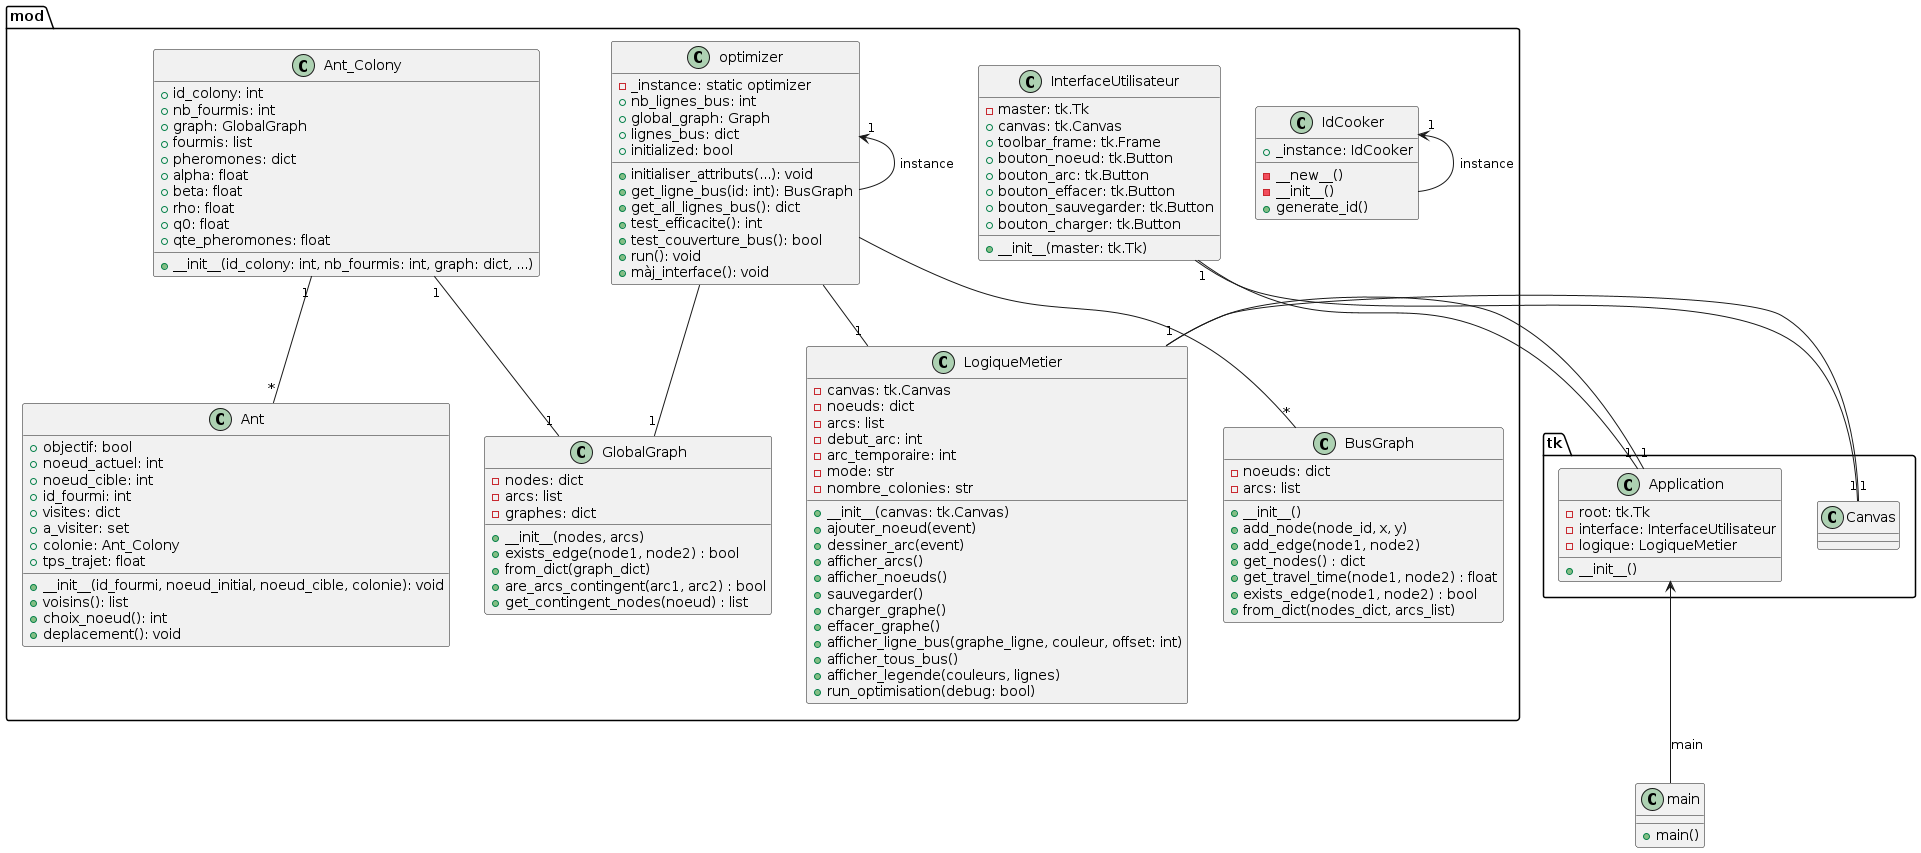 mod
C Ant_Colony
id_colony: int
nb_fourmis: int
graph: GlobalGraph
fourmis: list
pheromones: dict
alpha: float
beta: float
rho: float
q0: float
qte_pheromones: float
__init__(id_colony: int, nb_fourmis: int, graph: dict, ...)
C optimizer
_instance: static optimizer
nb_lignes_bus: int
global_graph: Graph
lignes_bus: dict
initialized: bool
initialiser_attributs(...): void
get_ligne_bus(id: int): BusGraph
get_all_lignes_bus(): dict
test_efficacite(): int
test_couverture_bus(): bool
run(): void
màj_interface(): void
1
instance
C InterfaceUtilisateur
master: tk.Tk
canvas: tk.Canvas
toolbar_frame: tk.Frame
bouton_noeud: tk.Button
bouton_arc: tk.Button
bouton_effacer: tk.Button
bouton_sauvegarder: tk.Button
bouton_charger: tk.Button
__init__(master: tk.Tk)
C IdCooker
_instance: IdCooker
__new__()
__init__()
generate_id()
1
instance
1
1
1
1
1
*
1
1
*
C Ant
objectif: bool
noeud_actuel: int
noeud_cible: int
id_fourmi: int
visites: dict
a_visiter: set
colonie: Ant_Colony
tps_trajet: float
__init__(id_fourmi, noeud_initial, noeud_cible, colonie): void
voisins(): list
choix_noeud(): int
deplacement(): void
C GlobalGraph
nodes: dict
arcs: list
graphes: dict
__init__(nodes, arcs)
exists_edge(node1, node2) : bool
from_dict(graph_dict)
are_arcs_contingent(arc1, arc2) : bool
get_contingent_nodes(noeud) : list
C LogiqueMetier
canvas: tk.Canvas
noeuds: dict
arcs: list
debut_arc: int
arc_temporaire: int
mode: str
nombre_colonies: str
__init__(canvas: tk.Canvas)
ajouter_noeud(event)
dessiner_arc(event)
afficher_arcs()
afficher_noeuds()
sauvegarder()
charger_graphe()
effacer_graphe()
afficher_ligne_bus(graphe_ligne, couleur, offset: int)
afficher_tous_bus()
afficher_legende(couleurs, lignes)
run_optimisation(debug: bool)
C BusGraph
noeuds: dict
arcs: list
__init__()
add_node(node_id, x, y)
add_edge(node1, node2)
get_nodes() : dict
get_travel_time(node1, node2) : float
exists_edge(node1, node2) : bool
from_dict(nodes_dict, arcs_list)
tk
1 1
1 1
C Application
root: tk.Tk
interface: InterfaceUtilisateur
logique: LogiqueMetier
__init__()
C Canvas
main
C main
main()